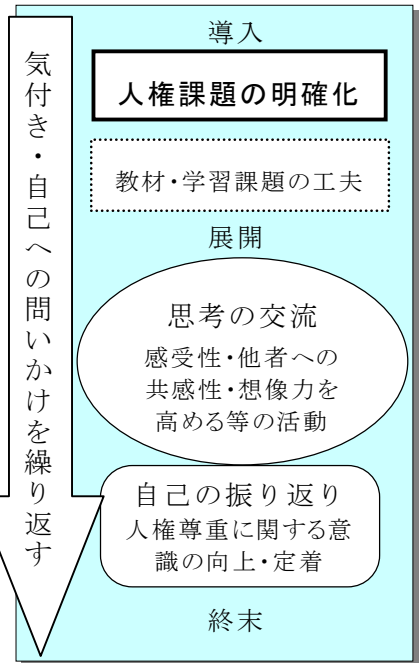 気付き・自己への問いかけを繰り返す
導入
人権課題の明確化
教材・学習課題の工夫
展開
思考の交流
感受性・他者への
共感性・想像力を
高める等の活動
自己の振り返り
人権尊重に関する意
識の向上・定着
終末